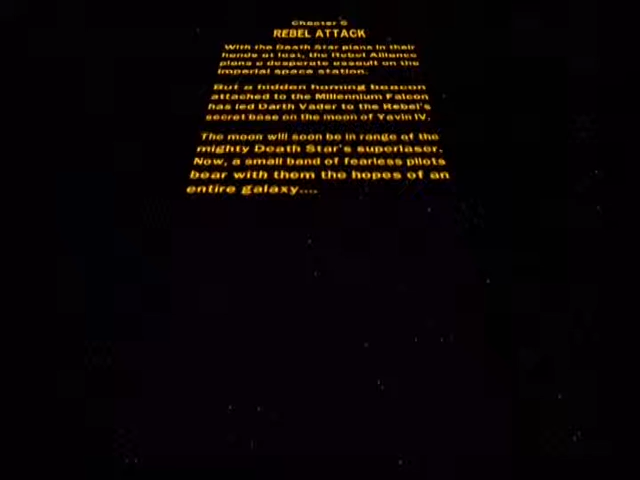 Chapter 6
REBEL ATTACK
With the Death Star plans in their
hands at last, the Rebel Alliance
plans a desperate assault on the
Imperial space station.
But a hidden homing beacon
attached to the Millennium Falcon
has led Darth Vader to the Rebel's
secret base on the moon of Yavin IV.
The moon will soon be in range of the
mighty Death Star's superlaser.
Now, a small band of fearless pilots
bear with them the hopes of an
entire galaxy....